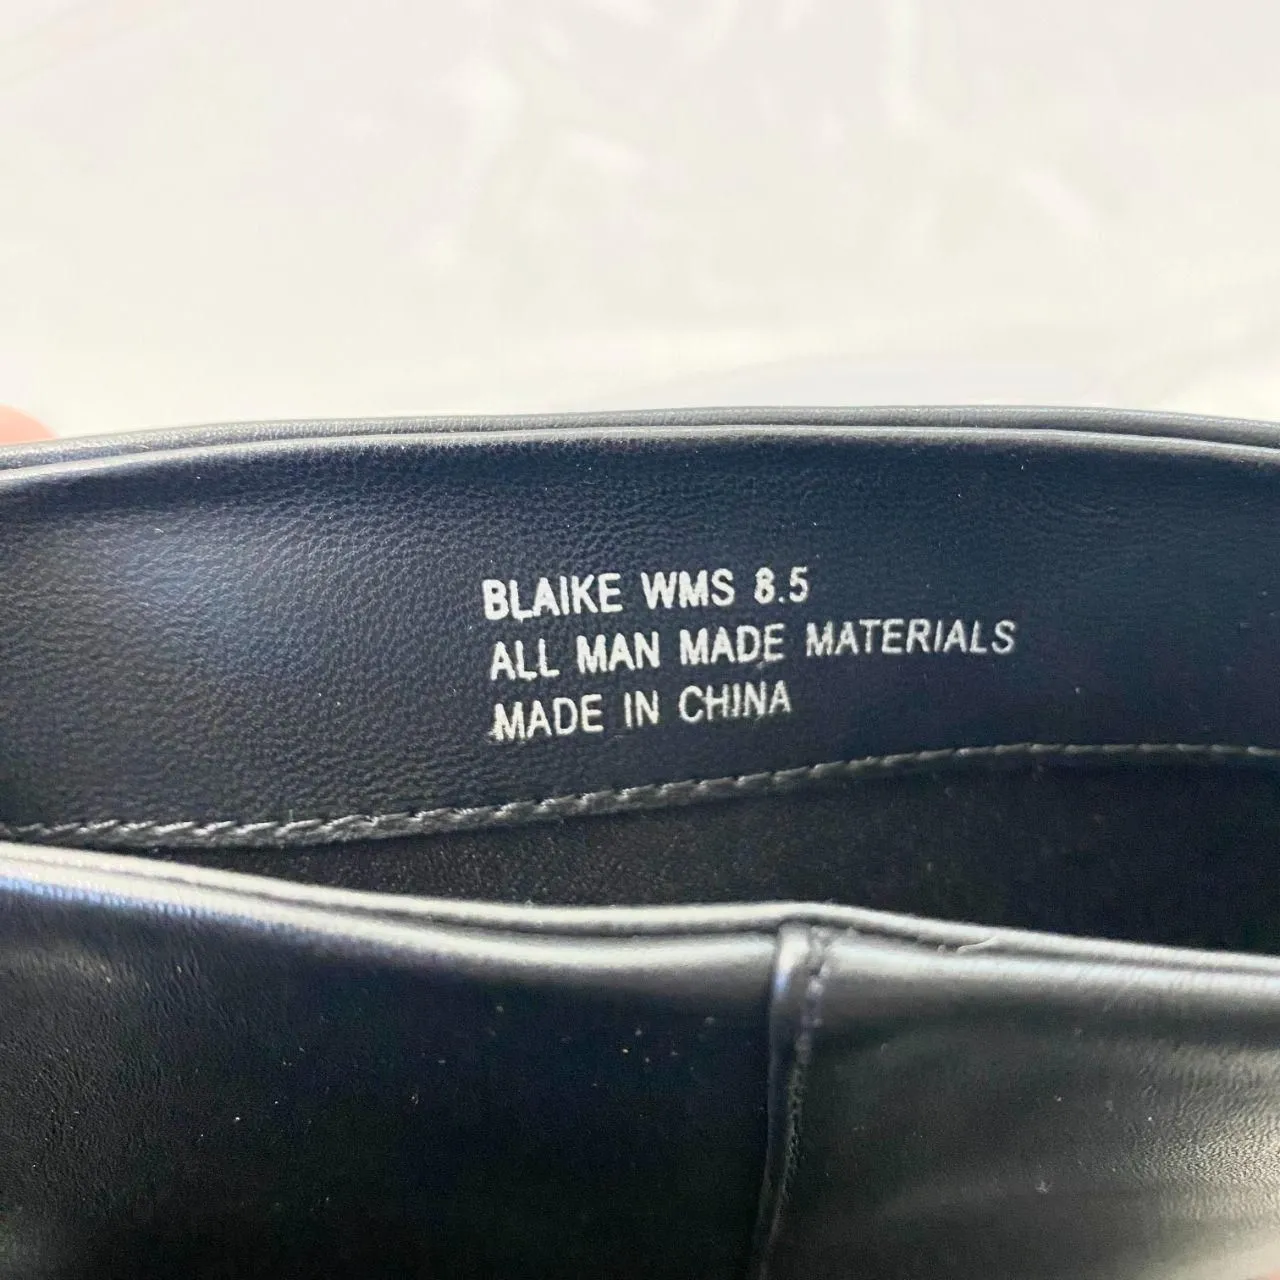 BLAIKE WMS 8.5
ALL MAN MADE MATERIALS
MADE IN CHINA